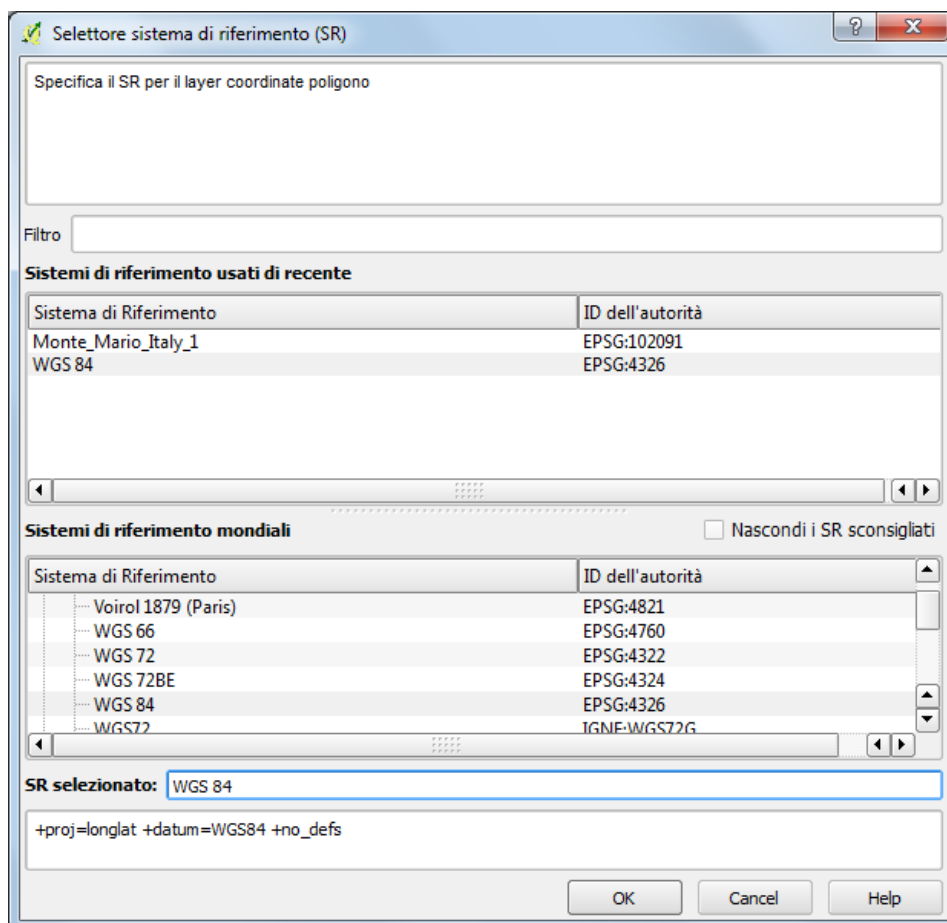 Selettore sistema di riferimento (SR)
Specifica il SR per il layer coordinate poligono
Filtro
Sistemi di riferimento usati di recente
Sistema di Riferimento ID dell'autorità
Monte_Mario_Italy_1 EPSG:102091
WGS 84 EPSG:4326
Sistemi di riferimento mondiali Nascondi i SR sconsigliati
Sistema di Riferimento ID dell'autorità
Voirol 1879 (Paris) EPSG:4821
WGS 66 EPSG:4760
WGS 72 EPSG:4322
WGS 72BE EPSG:4324
WGS 84 EPSG:4326
WGS72 IGNF:WGS72G
SR selezionato: WGS 84
+proj=longlat +datum=WGS84 +no_defs
OK Cancel Help